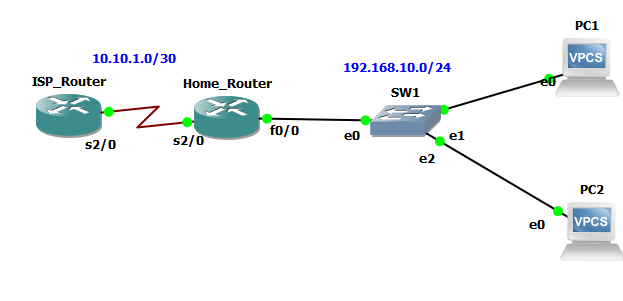 PC1
10.10.1.0/30
VPCS
192.168.10.0/24
ISP_Router
Home_Router
e0
SW1
s2/0
s2/0
f0/0
e0
e1
e2
PC2
e0
VPCS